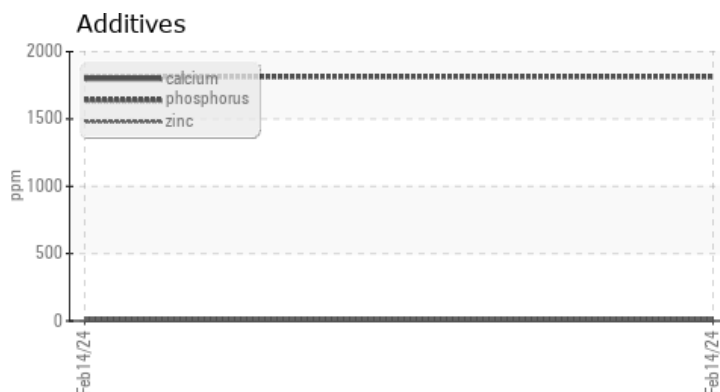 Additives
2000
calcium
phosphorus
zinc
1500
ppm
1000
500
0
Feb14/24
Feb14/24